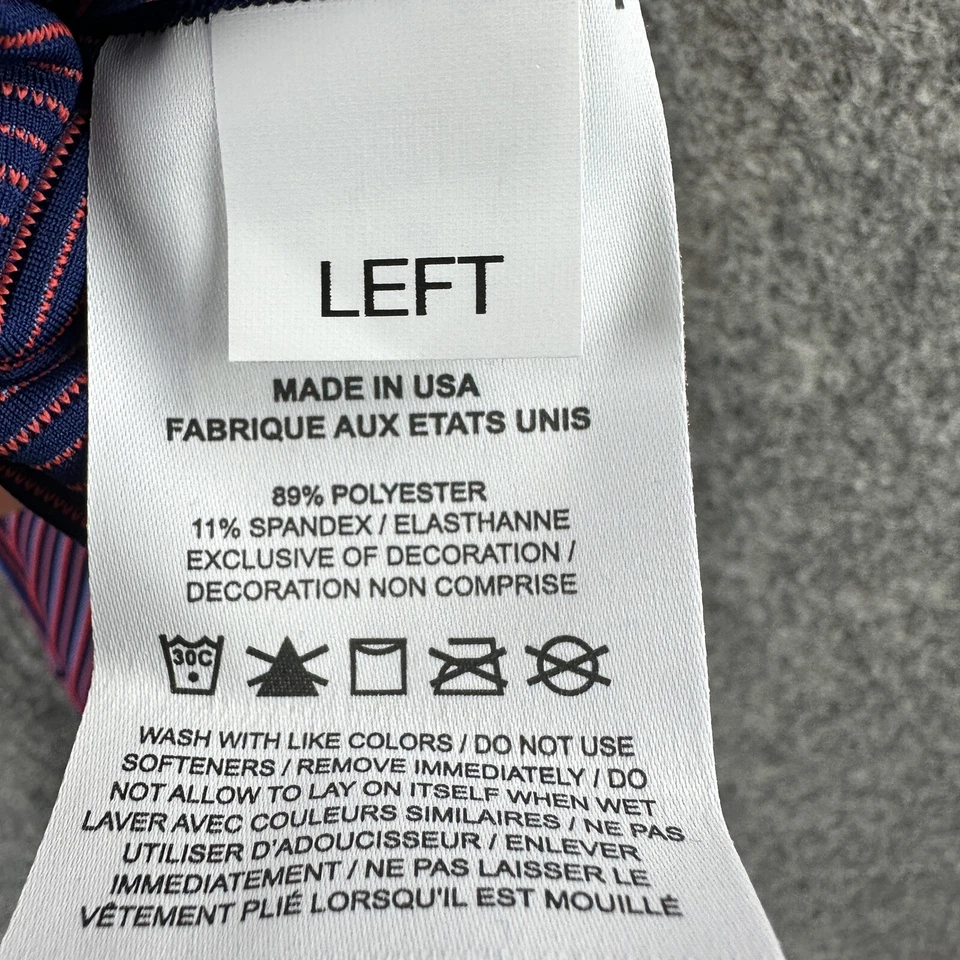 LEFT
MADE IN USA
FABRIQUE AUX ETATS UNIS
89% POLYESTER
11% SPANDEX / ELASTHANNE
EXCLUSIVE OF DECORATION /
DECORATION NON COMPRISE
30C
WASH WITH LIKE COLORS / DO NOT USE
SOFTENERS / REMOVE IMMEDIATELY / DO
NOT ALLOW TO LAY ON ITSELF WHEN WET
LAVER AVEC COULEURS SIMILAIRES / NE PAS
UTILISER D'ADOUCISSEUR / ENLEVER
IMMEDIATEMENT / NE PAS LAISSER LE
VÊTEMENT PLIÉ LORSQU'IL EST MOUILLÉ